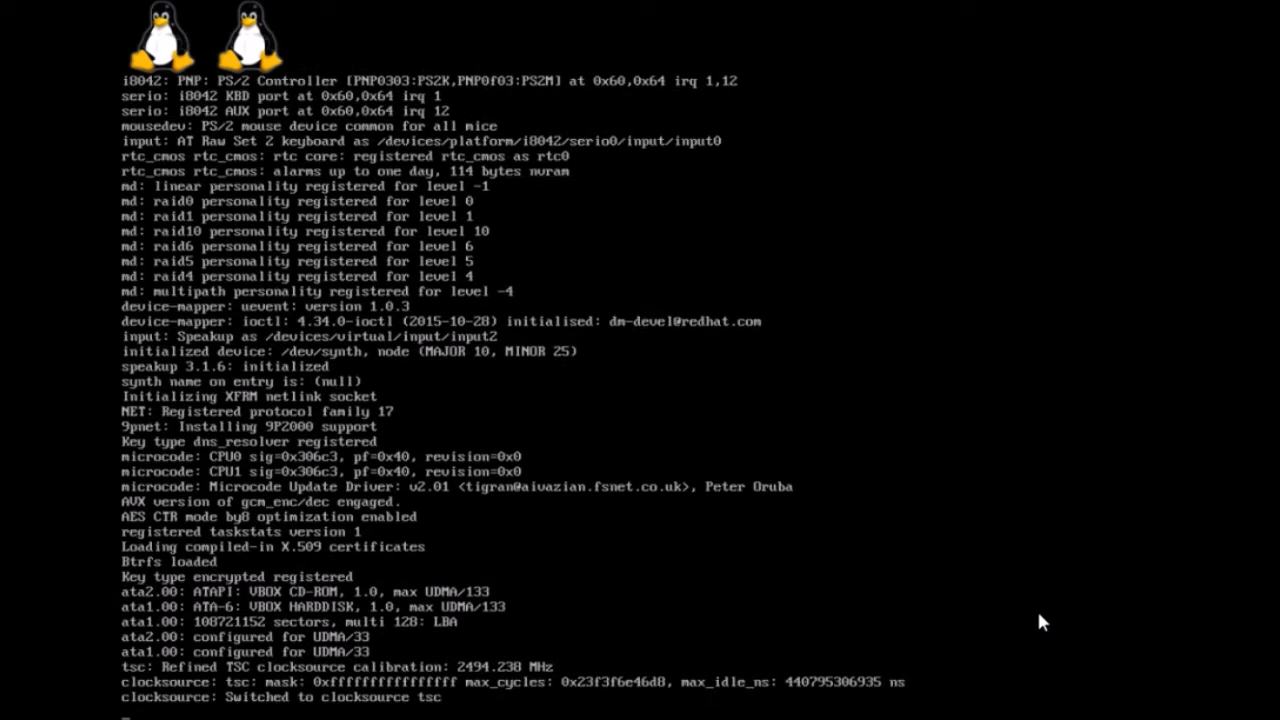 i8042: PNP: PS/2 Controller [PNP0303:PS2K,PNP0f03:PS2M] at 0x60,0x64 irq 1,12
serio: i8042 KBD port at 0x60,0x64 irq 1
serio: i8042 AUX port at 0x60,0x64 irq 12
mousedev: PS/2 mouse device common for all mice
input: AT Raw Set 2 keyboard as /devices/platform/i8042/serio0/input/input0
rtc_cmos rtc_cmos: rtc core: registered rtc_cmos as rtc0
rtc_cmos rtc_cmos: alarms up to one day, 114 bytes nvram
md: linear personality registered for level -1
md: raid0 personality registered for level 0
md: raid1 personality registered for level 1
md: raid10 personality registered for level 10
md: raid6 personality registered for level 6
md: raid5 personality registered for level 5
md: raid4 personality registered for level 4
md: multipath personality registered for level -4
device-mapper: uevent: version 1.0.3
device-mapper: ioctl: 4.34.0-ioctl (2015-10-28) initialised: dm-devel@redhat.com
input: Speakup as /devices/virtual/input/input2
initialized device: /dev/synth, node (MAJOR 10, MINOR 25)
speakup 3.1.6: initialized
synth name on entry is: (null)
Initializing XFRM netlink socket
NET: Registered protocol family 17
9pnet: Installing 9P2000 support
Key type dns_resolver registered
microcode: CPU0 sig=0x306c3, pf=0x40, revision=0x0
microcode: CPU1 sig=0x306c3, pf=0x40, revision=0x0
microcode: Microcode Update Driver: v2.01 <tigran@aivazian.fsnet.co.uk>, Peter Oruba
AVX version of gcm_enc/dec engaged.
AES CTR mode by8 optimization enabled
registered taskstats version 1
Loading compiled-in X.509 certificates
Btrfs loaded
Key type encrypted registered
ata2.00: ATAPI: VBOX CD-ROM, 1.0, max UDMA/133
ata1.00: ATA-6: VBOX HARDDISK, 1.0, max UDMA/133
ata1.00: 108721152 sectors, multi 128: LBA
ata2.00: configured for UDMA/33
ata1.00: configured for UDMA/33
tsc: Refined TSC clocksource calibration: 2494.238 MHz
clocksource: tsc: mask: 0xffffffffffffffff max_cycles: 0x23f3f6e46d8, max_idle_ns: 440795306935 ns
clocksource: Switched to clocksource tsc